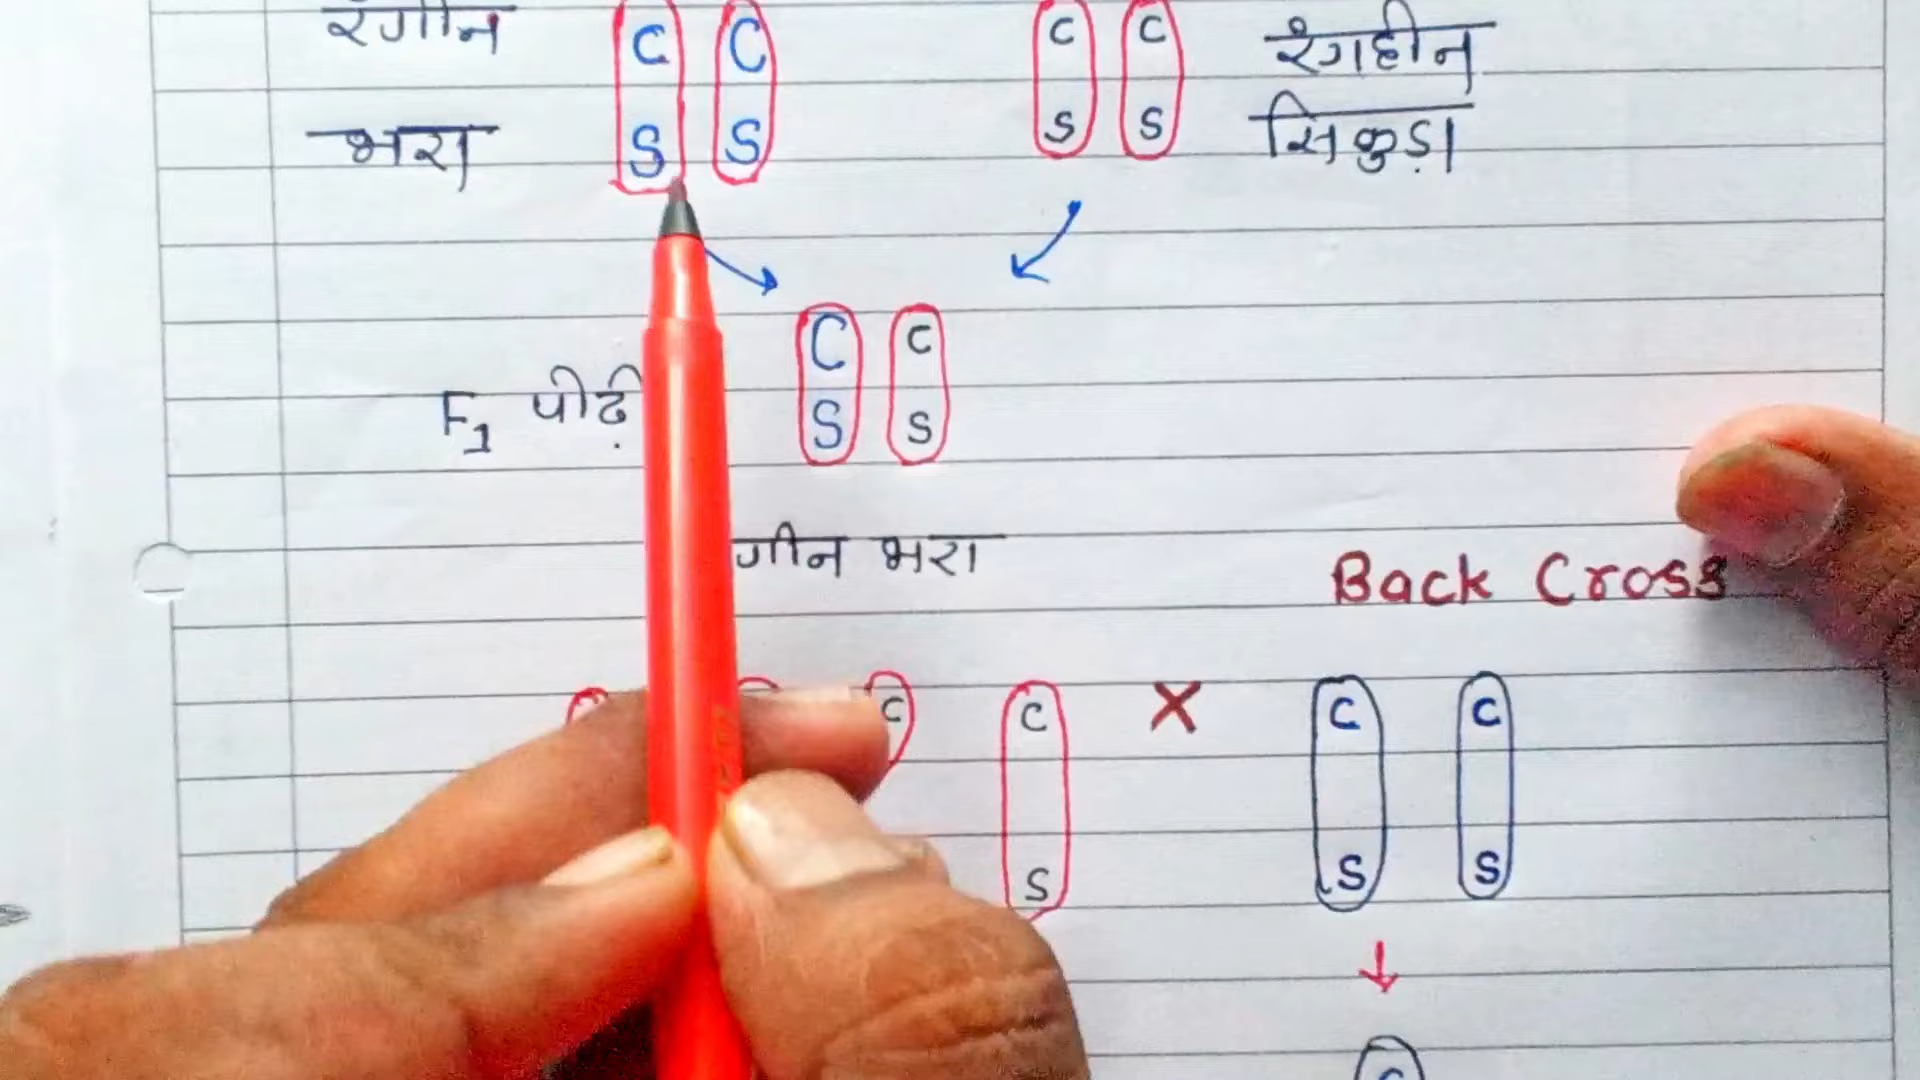 रंगीन C C c c रंगहीन
भरा S S s s सिकुड़ा
C c
F1 पीढ़ी S s
गीन भरा
Back Cross
c c X c c
s s s
↓
c